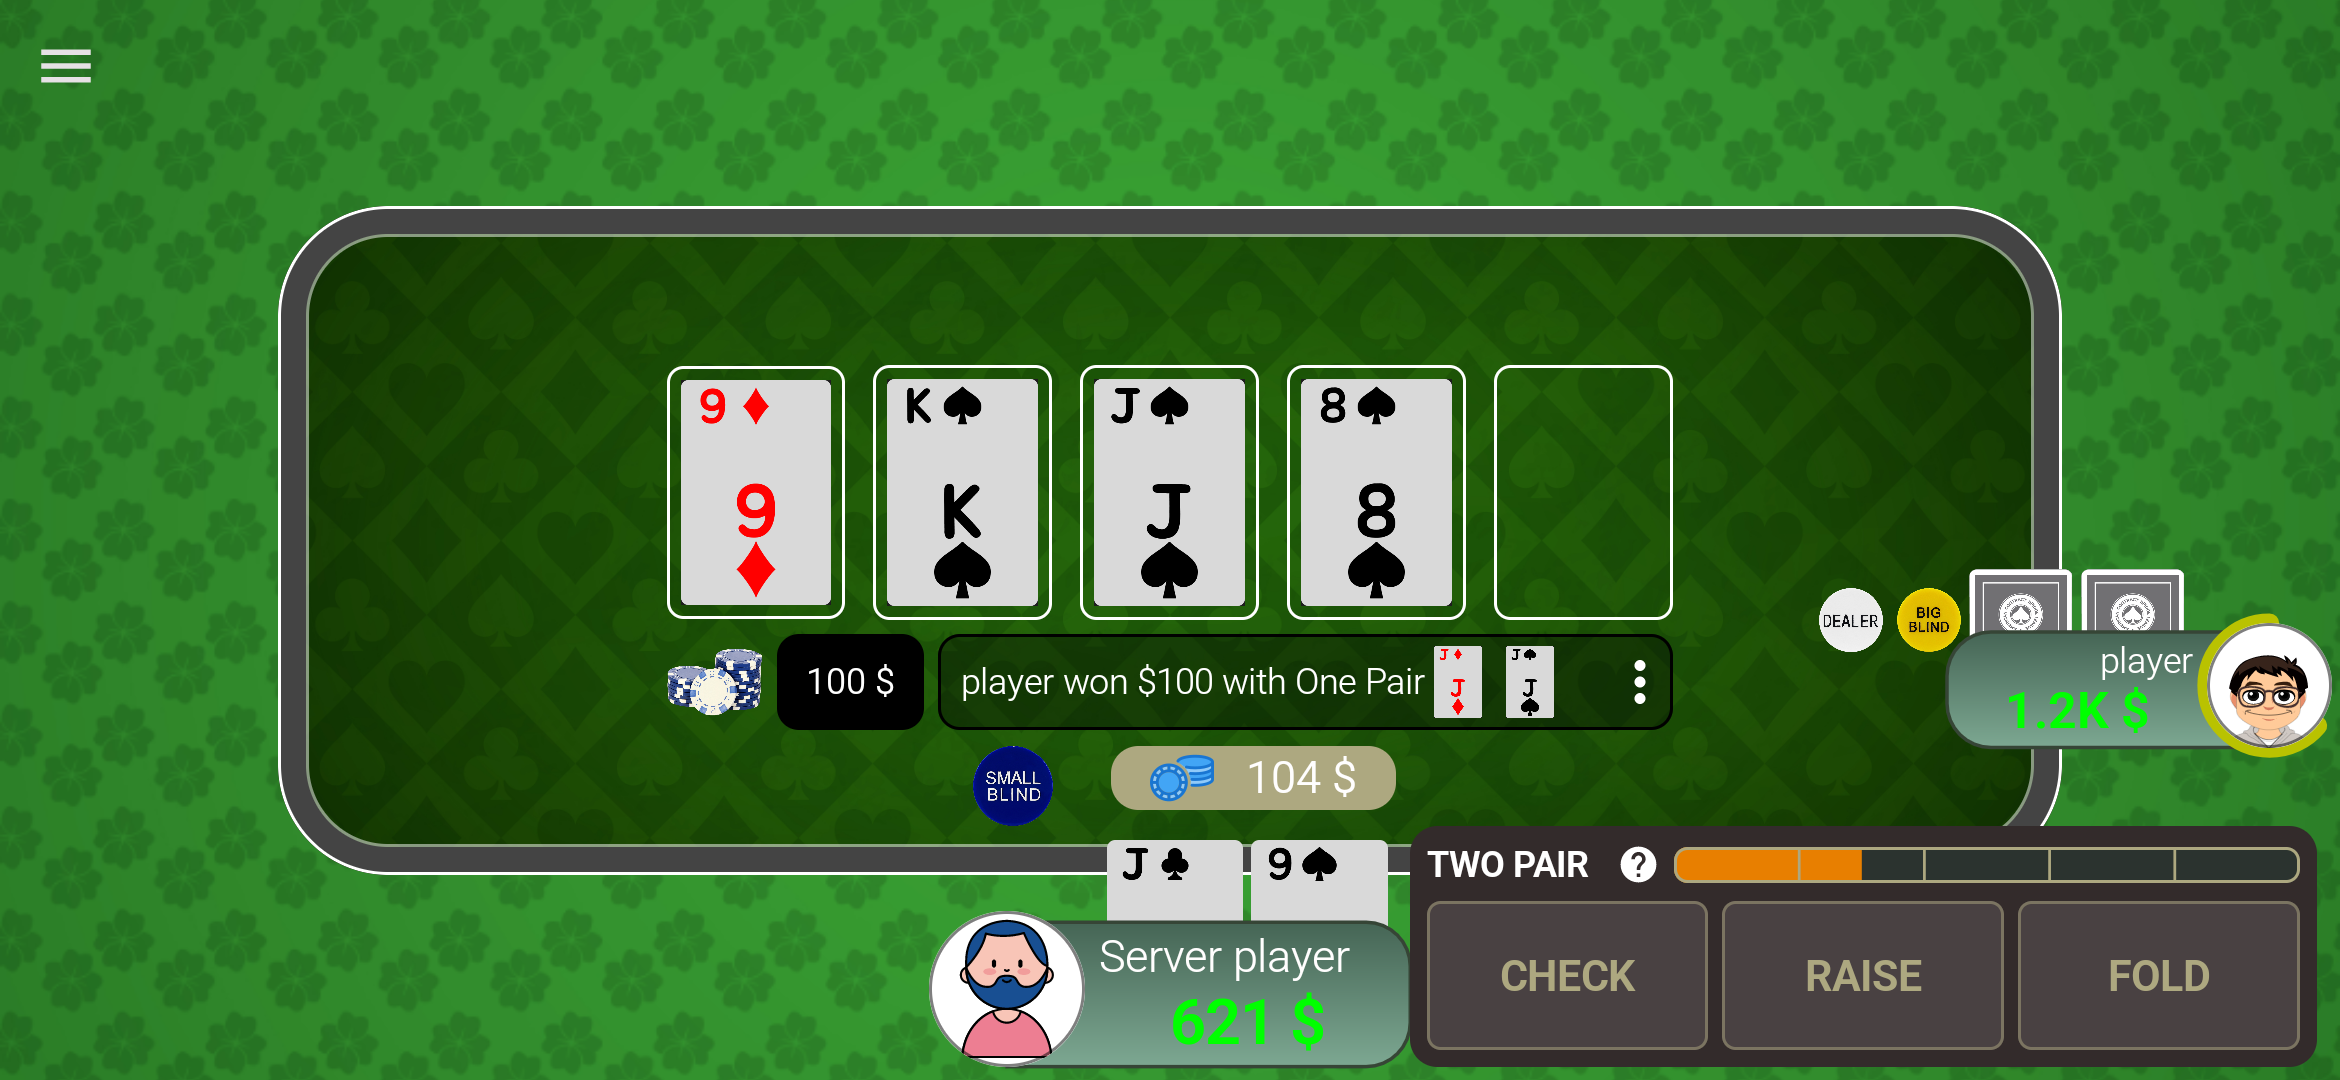 9
9
K
K
J
J
8
8
DEALER
BIG
BLIND
100 $
player won $100 with One Pair
J
J
J
J
player
1.2K $
SMALL
BLIND
104 $
J
9
TWO PAIR
?
Server player
621 $
CHECK
RAISE
FOLD